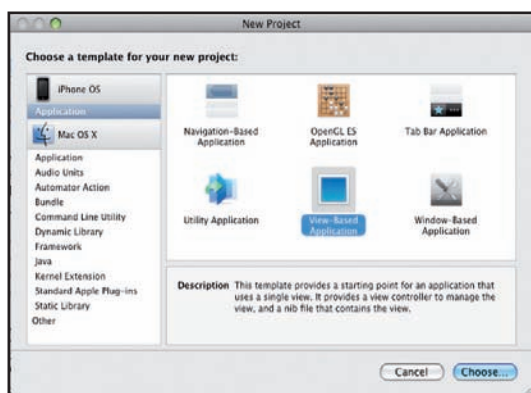 New Project
Choose a template for your new project:
iPhone OS
Application
Mac OS X
Application
Audio Units
Automator Action
Bundle
Command Line Utility
Dynamic Library
Framework
Java
Kernel Extension
Standard Apple Plug-ins
Static Library
Other
Navigation-Based
Application
OpenGL ES
Application
Tab Bar Application
Utility Application
View-Based
Application
Window-Based
Application
Description This template provides a starting point for an application that
uses a single view. It provides a view controller to manage the
view, and a nib file that contains the view.
Cancel
Choose...